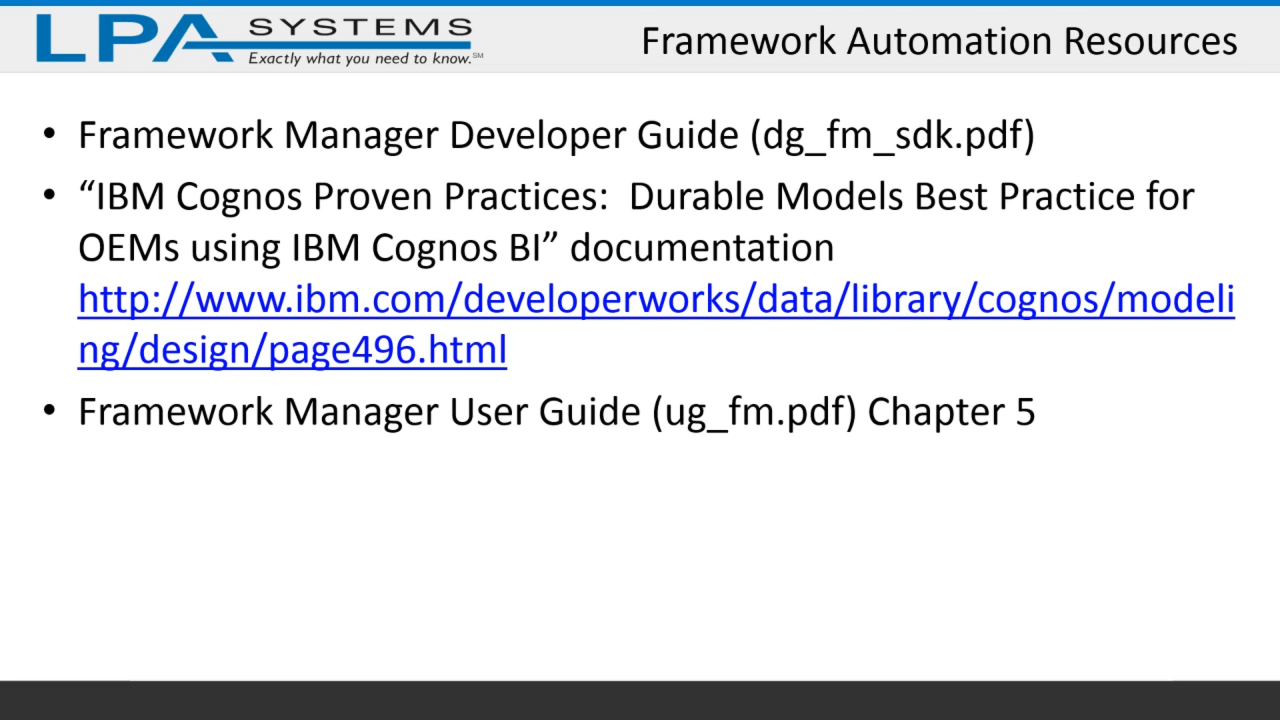 LPA SYSTEMS
Exactly what you need to know.℠
Framework Automation Resources
• Framework Manager Developer Guide (dg_fm_sdk.pdf)
• “IBM Cognos Proven Practices:  Durable Models Best Practice for
OEMs using IBM Cognos BI” documentation
http://www.ibm.com/developerworks/data/library/cognos/modeli
ng/design/page496.html
• Framework Manager User Guide (ug_fm.pdf) Chapter 5